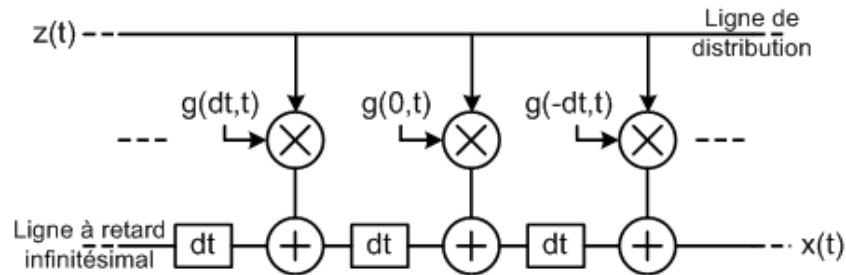 z(t)
Ligne de
distribution
g(dt,t)
g(0,t)
g(-dt,t)
Ligne à retard
infinitésimal
dt
dt
dt
x(t)